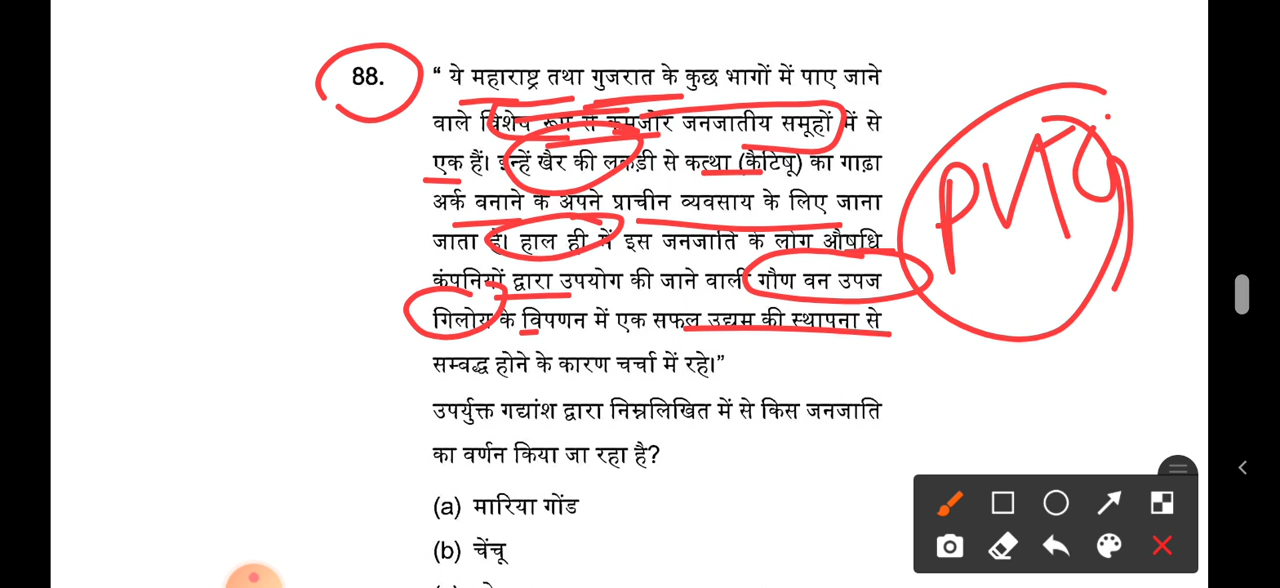 88.
“ ये महाराष्ट्र तथा गुजरात के कुछ भागों में पाए जाने
वाले विशेष रूप से कमजोर जनजातीय समूहों में से
एक हैं। इन्हें खैर की लकड़ी से कत्था (कैटिषू) का गाढ़ा
अर्क वनाने के अपने प्राचीन व्यवसाय के लिए जाना
जाता है। हाल ही में इस जनजाति के लोग औषधि
कंपनियों द्वारा उपयोग की जाने वाली गौण वन उपज
गिलोय के विपणन में एक सफल उद्यम की स्थापना से
सम्वद्ध होने के कारण चर्चा में रहे।”
PVTG
उपर्युक्त गद्यांश द्वारा निम्नलिखित में से किस जनजाति
का वर्णन किया जा रहा है?
(a) मारिया गोंड
(b) चेंचू